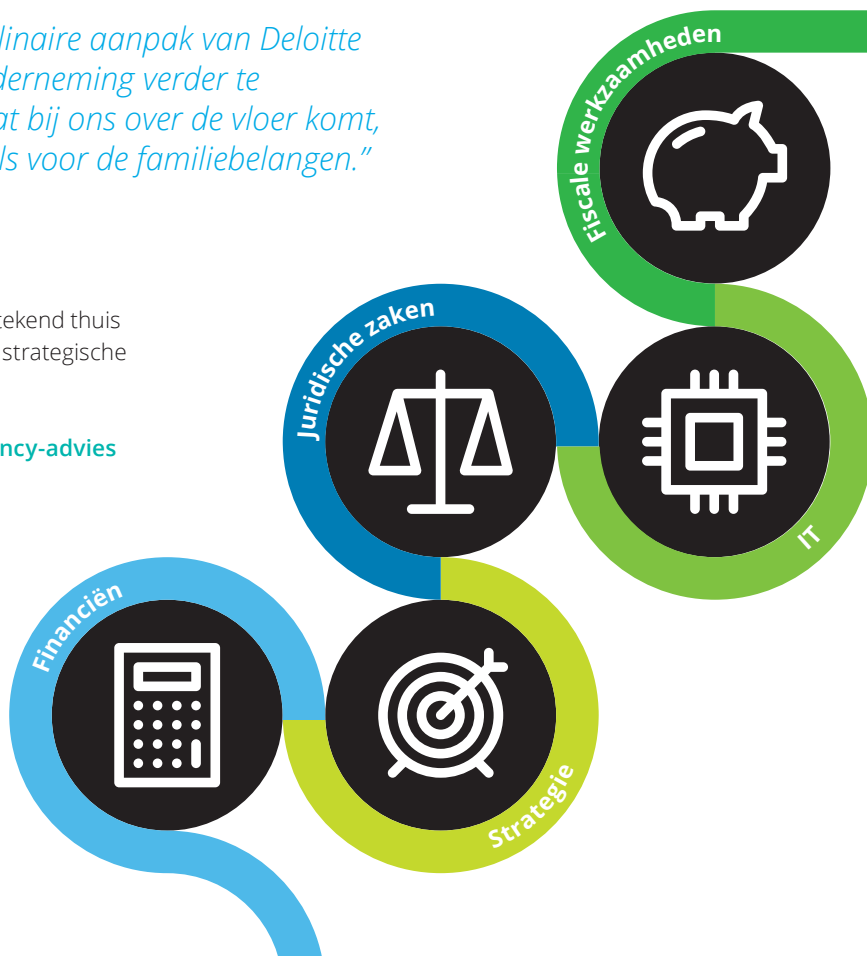 linaire aanpak van Deloitte
derneming verder te
at bij ons over de vloer komt,
ls voor de familiebelangen.”
tekend thuis
strategische
ncy-advies
Fiscale werkzaamheden
Juridische zaken
IT
Financiën
Strategie